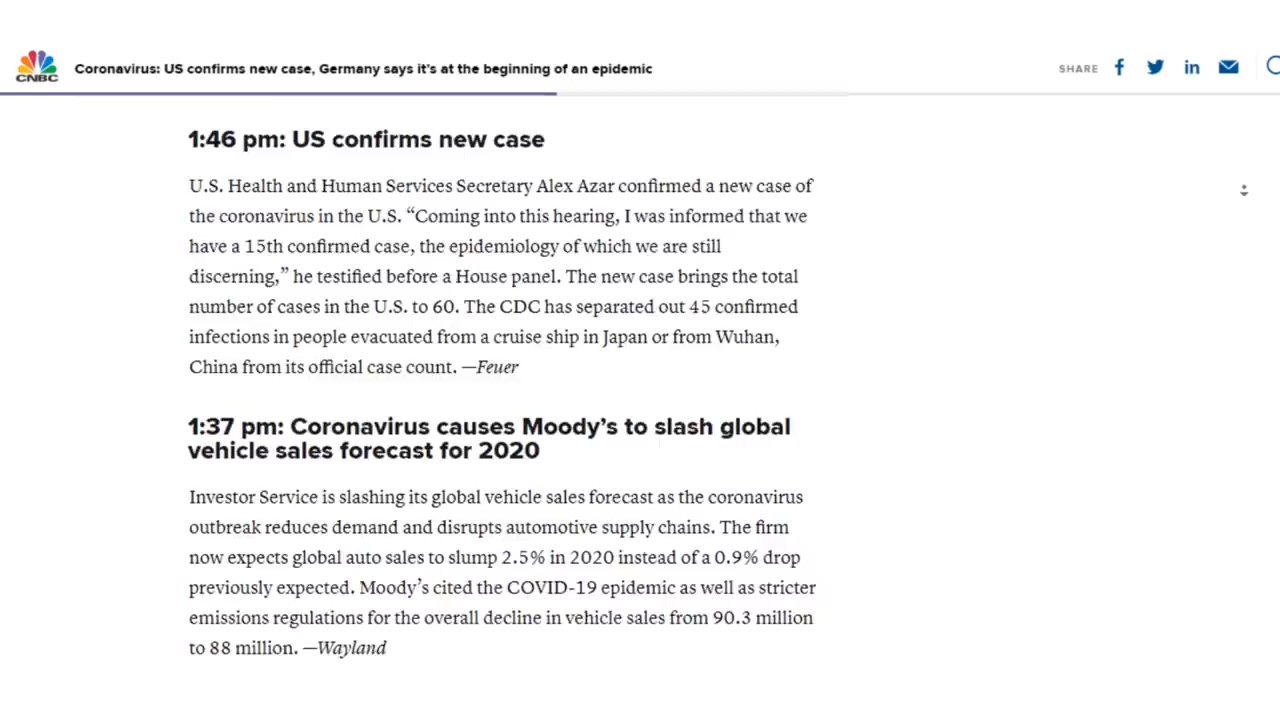 CNBC
Coronavirus: US confirms new case, Germany says it's at the beginning of an epidemic
SHARE
1:46 pm: US confirms new case
U.S. Health and Human Services Secretary Alex Azar confirmed a new case of
the coronavirus in the U.S. “Coming into this hearing, I was informed that we
have a 15th confirmed case, the epidemiology of which we are still
discerning,” he testified before a House panel. The new case brings the total
number of cases in the U.S. to 60. The CDC has separated out 45 confirmed
infections in people evacuated from a cruise ship in Japan or from Wuhan,
China from its official case count. —Feuer
1:37 pm: Coronavirus causes Moody’s to slash global
vehicle sales forecast for 2020
Investor Service is slashing its global vehicle sales forecast as the coronavirus
outbreak reduces demand and disrupts automotive supply chains. The firm
now expects global auto sales to slump 2.5% in 2020 instead of a 0.9% drop
previously expected. Moody’s cited the COVID-19 epidemic as well as stricter
emissions regulations for the overall decline in vehicle sales from 90.3 million
to 88 million. —Wayland